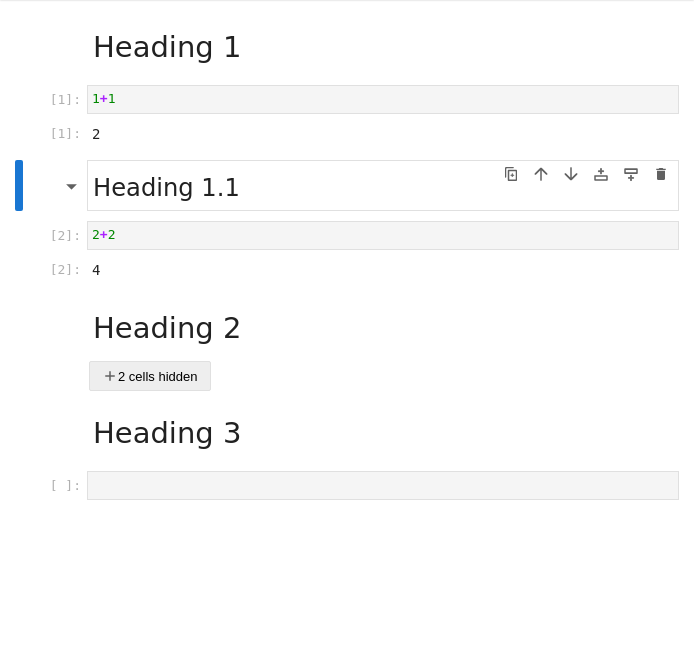 Heading 1
[1]: 1+1
[1]: 2
Heading 1.1
[2]: 2+2
[2]: 4
Heading 2
2 cells hidden
Heading 3
[ ]: